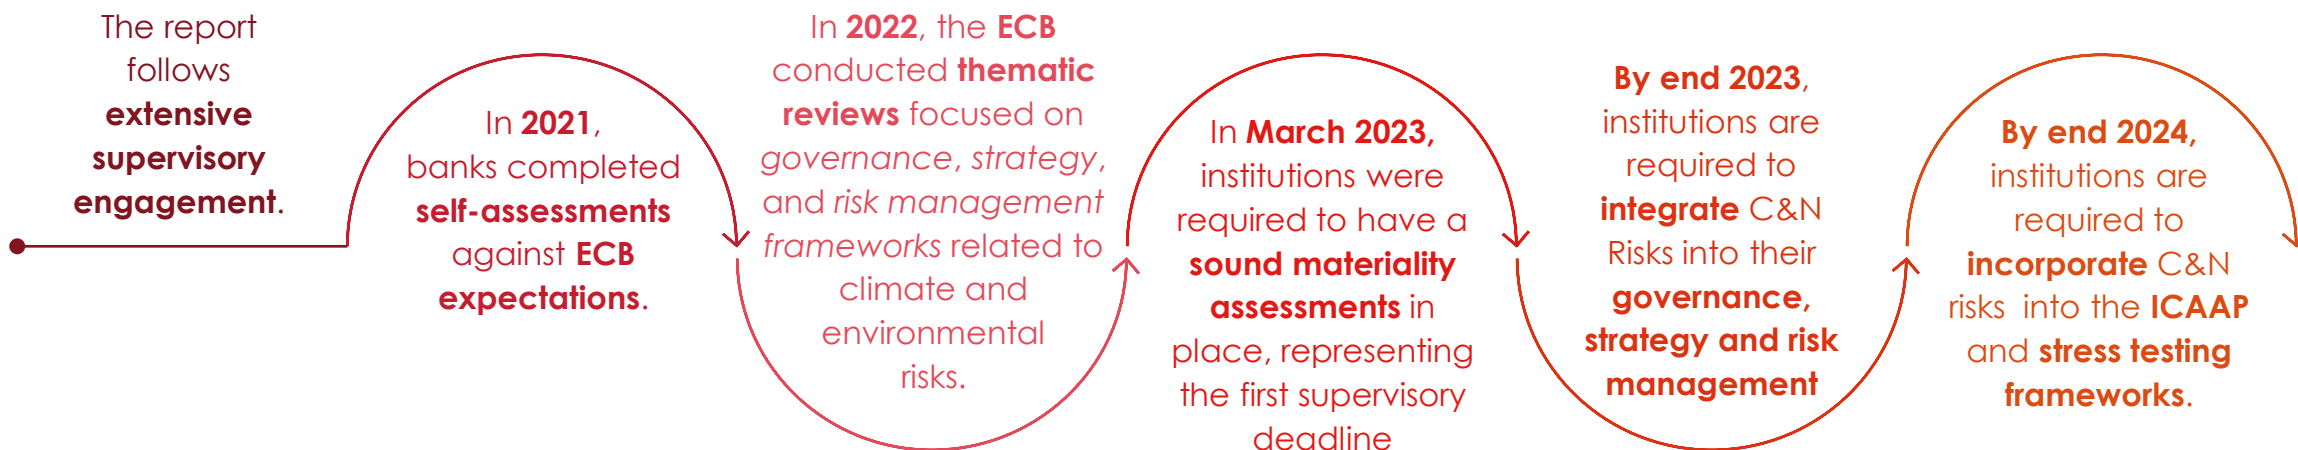 The report
follows
extensive
supervisory
engagement.
In 2021,
banks completed
self-assessments
against ECB
expectations.
In 2022, the ECB
conducted thematic
reviews focused on
governance, strategy,
and risk management
frameworks related to
climate and
environmental
risks.
In March 2023,
institutions were
required to have a
sound materiality
assessments in
place, representing
the first supervisory
deadline
By end 2023,
institutions are
required to
integrate C&N
Risks into their
governance,
strategy and risk
management
By end 2024,
institutions are
required to
incorporate C&N
risks into the ICAAP
and stress testing
frameworks.